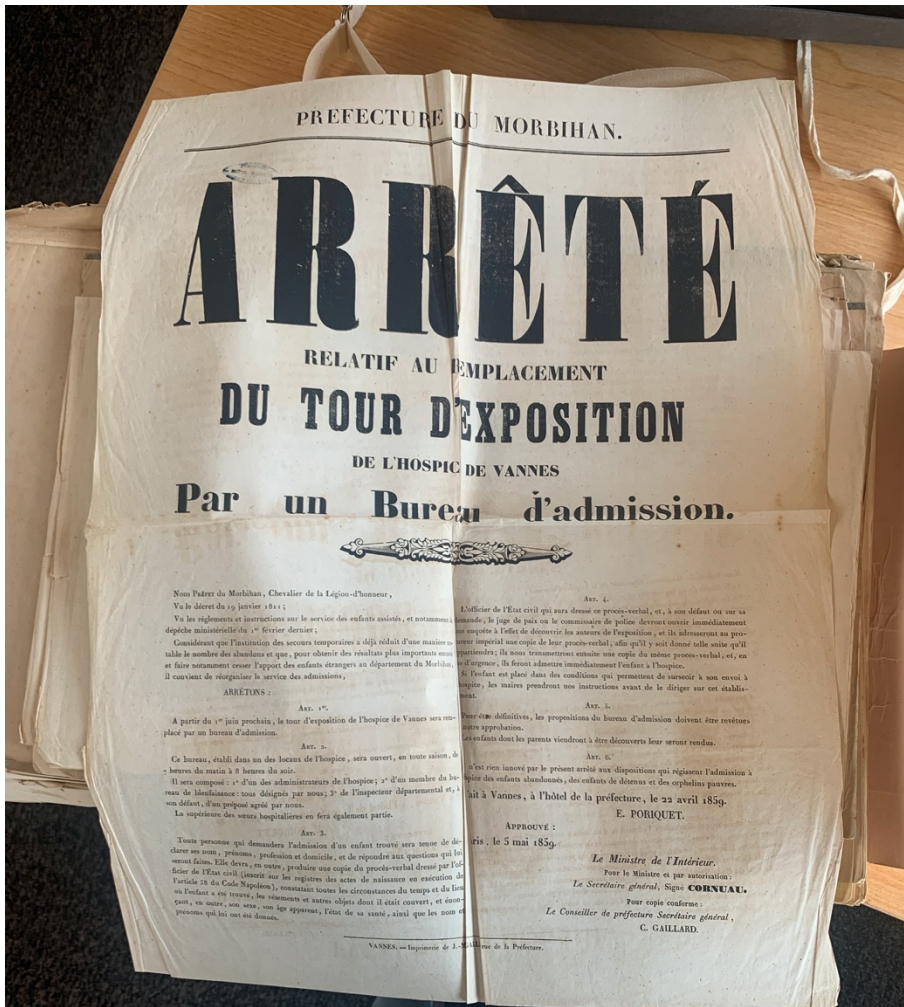 PREFECTURE DU MORBIHAN.
ARRÊTÉ
RELATIF AU EMPLACEMENT
DU TOUR D'EXPOSITION
DE L'HOSPIC DE VANNES
Par un Bureau d'admission.
Nous PRÉFET du Morbihan, Chevalier de la Légion-d'honneur,
Vu le décret du 19 janvier 1811;
Vu les réglements et instructions sur le service des enfants assistés, et notamment
dépêche ministérielle du 1er février dernier;
Considérant que l'institution des secours temporaires a déjà réduit d'une manière
table le nombre des abandons et que, pour obtenir des résultats plus importants
et faire notamment cesser l'apport des enfants étrangers au département du Morbihan,
il convient de réorganiser le service des admissions,
ARRÊTONS :
ART. 1er.
A partir du 1er juin prochain, le tour d'exposition de l'hospice de Vannes sera rem-
placé par un bureau d'admission.
ART. 2.
Ce bureau, établi dans un des locaux de l'hospice, sera ouvert, en toute saison, de
heures du matin à 8 heures du soir.
Il sera composé : 1° d'un des administrateurs de l'hospice; 2° d'un membre du bu-
reau de bienfaisance : tous désignés par nous; 3° de l'inspecteur départemental et, à
son défaut, d'un préposé agréé par nous.
La supérieure des sœurs hospitalières en fera également partie.
ART. 3.
Toute personne qui demandera l'admission d'un enfant trouvé sera tenue de dé-
clarer ses nom, prénoms, profession et domicile, et de répondre aux questions qui lui
seront faites. Elle devra, en outre, produire une copie du procès-verbal dressé par l'of-
ficier de l'État civil (inscrit sur les registres des actes de naissance en exécution de
l'article 58 du Code Napoléon), constatant toutes les circonstances du temps et du lieu
où l'enfant a été trouvé, les vêtements et autres objets dont il était couvert, et énon-
çant, en outre, son sexe, son âge apparent, l'état de sa santé, ainsi que les nom et
prénoms qui lui ont été donnés.
ART. 4.
L'officier de l'État civil qui aura dressé ce procès-verbal, et, à son défaut ou sur sa
demande, le juge de paix ou le commissaire de police devront ouvrir immédiatement
une enquête à l'effet de découvrir les auteurs de l'exposition, et ils adresseront au pro-
cureur impérial une copie de leur procès-verbal, afin qu'il y soit donné telle suite qu'il
appartiendra; ils nous transmettront ensuite une copie du même procès-verbal, et, en
d'urgence, ils feront admettre immédiatement l'enfant à l'hospice.
Si l'enfant est placé dans des conditions qui permettent de surseoir à son envoi à
hospice, les maires prendront nos instructions avant de le diriger sur cet établis-
ment.
ART. 5.
Pour être définitives, les propositions du bureau d'admission doivent être revêtues
notre approbation.
Les enfants dont les parents viendront à être découverts leur seront rendus.
ART. 6.
n'est rien innové par le présent arrêté aux dispositions qui régissent l'admission à
hospice des enfants abandonnés, des enfants de détenus et des orphelins pauvres.
ait à Vannes, à l'hôtel de la préfecture, le 22 avril 1859.
E. PORIQUET.
APPROUVÉ :
ris, le 5 mai 1859.
Le Ministre de l'Intérieur.
Pour le Ministre et par autorisation :
Le Secrétaire général, Signé CORNUAU.
Pour copie conforme :
Le Conseiller de préfecture Secrétaire général,
C. GAILLARD.
VANNES. — Imprimerie de J.- rue de la Préfecture.